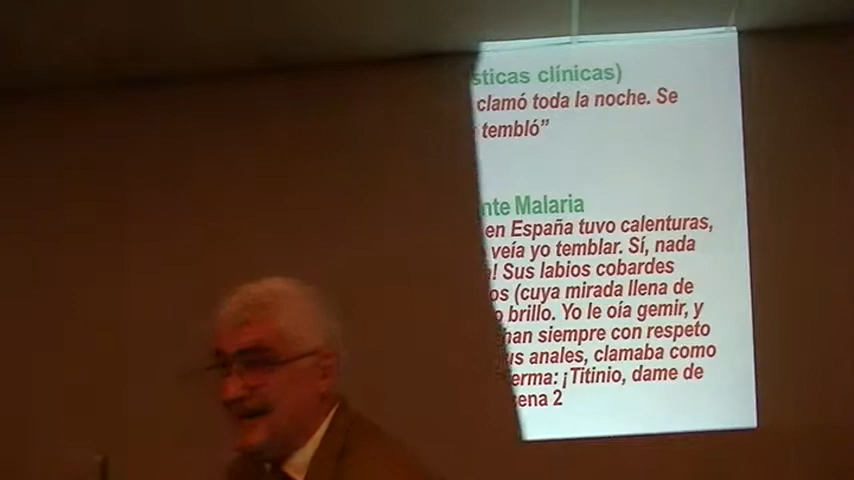 sticas clínicas)
clamó toda la noche. Se
tembló”
nte Malaria
en España tuvo calenturas,
veía yo temblar. Sí, nada
! Sus labios cobardes
os (cuya mirada llena de
brillo. Yo le oía gemir, y
han siempre con respeto
us anales, clamaba como
erma: ¡Titinio, dame de
ena 2